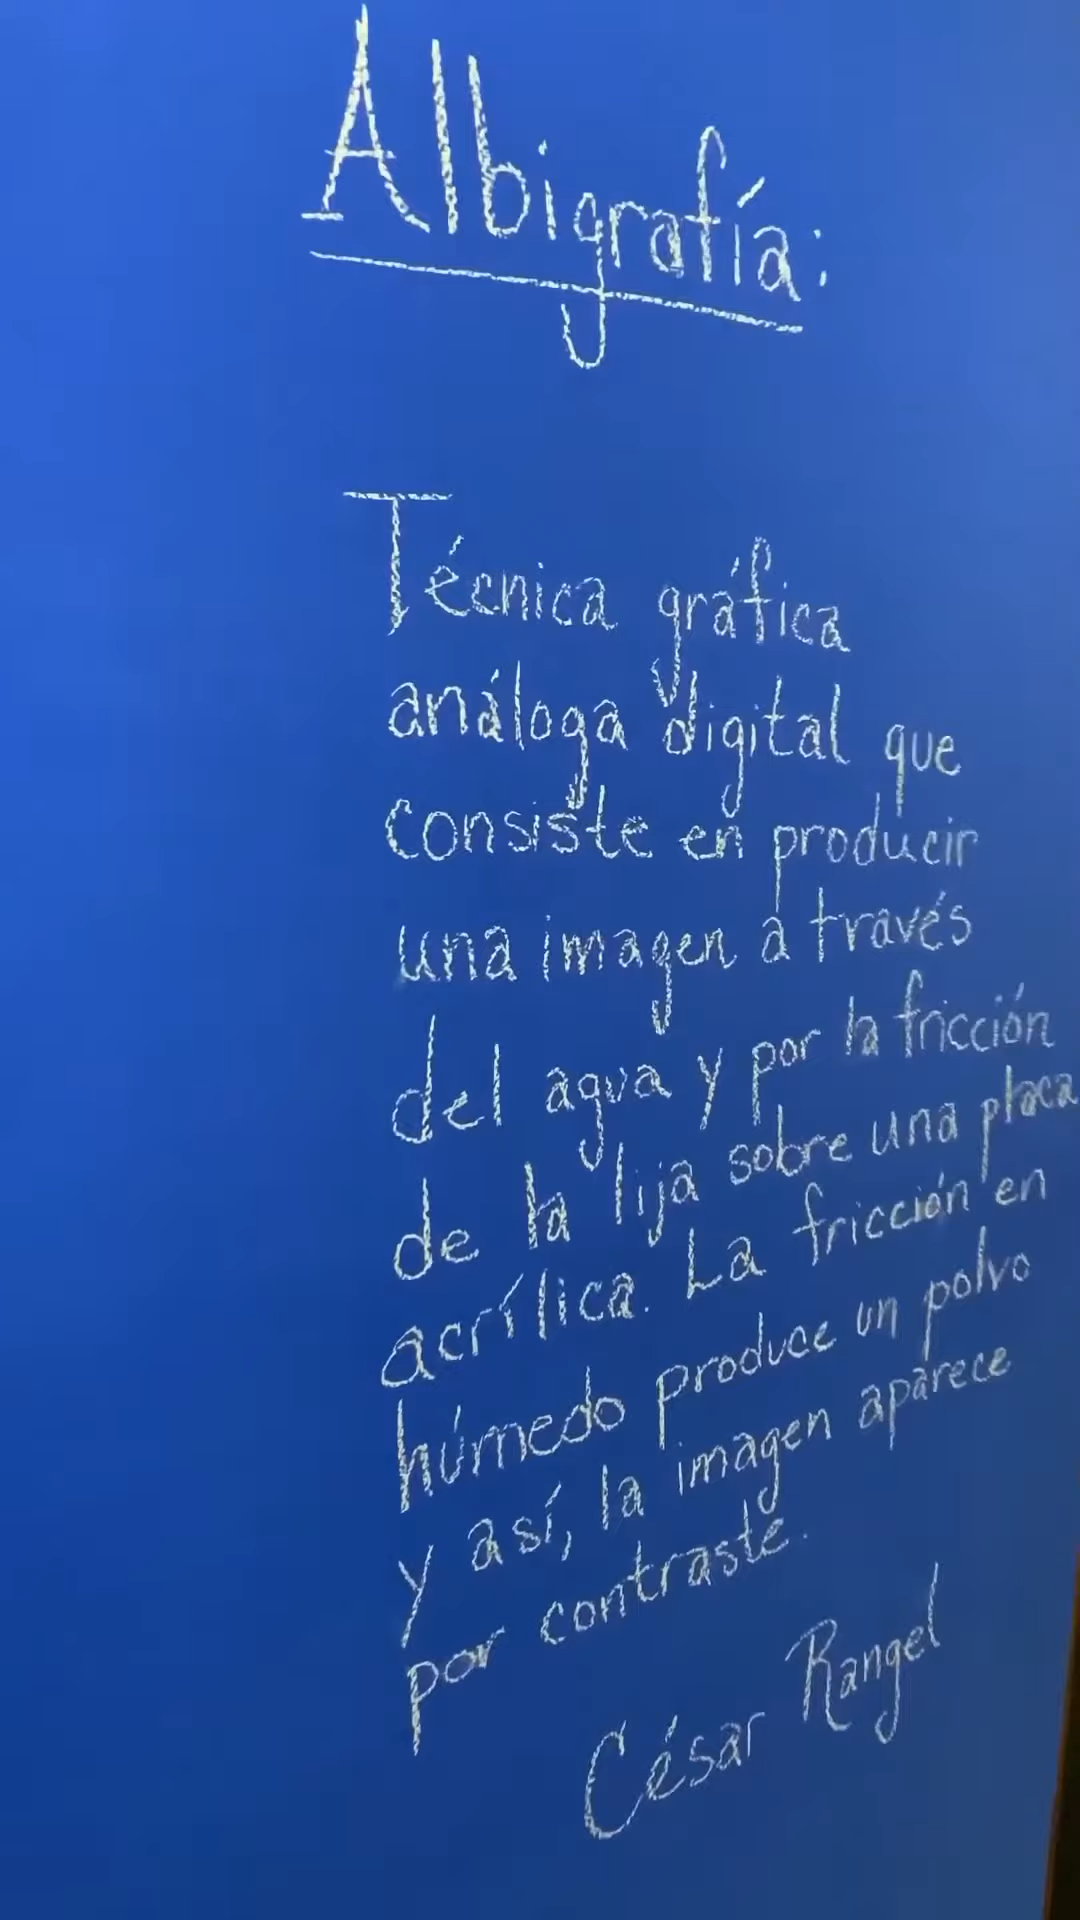 Albigrafía:
Técnica gráfica
análoga digital que
consiste en producir
una imagen a través
del agua y por la fricción
de la lija sobre una placa
acrílica. La fricción en
húmedo produce un polvo
y así, la imagen aparece
por contraste.
César Rangel